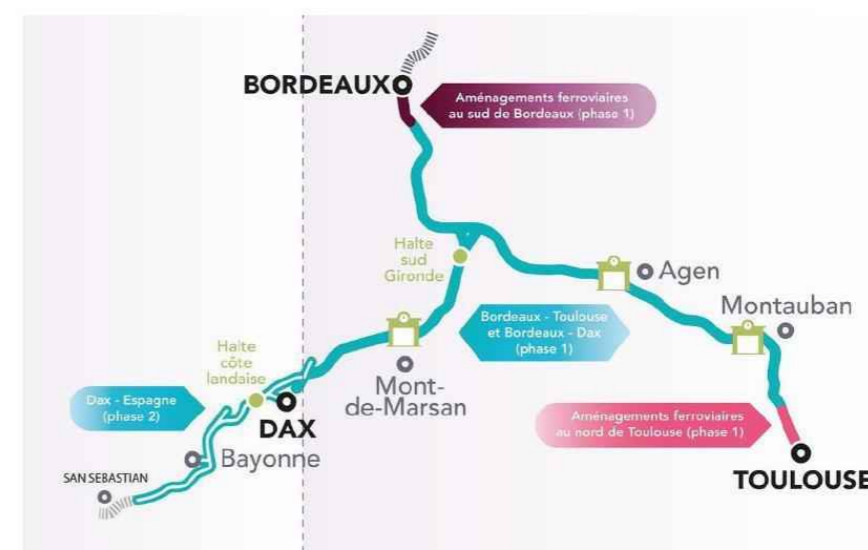 BORDEAUX
Aménagements ferroviaires
au sud de Bordeaux (phase 1)
Halte
sud
Gironde
Agen
Montauban
Bordeaux - Toulouse
et Bordeaux - Dax
(phase 1)
Halte
côte
landaise
Mont-
de-Marsan
Dax - Espagne
(phase 2)
DAX
Aménagements ferroviaires
au nord de Toulouse (phase 1)
Bayonne
SAN SEBASTIAN
TOULOUSE